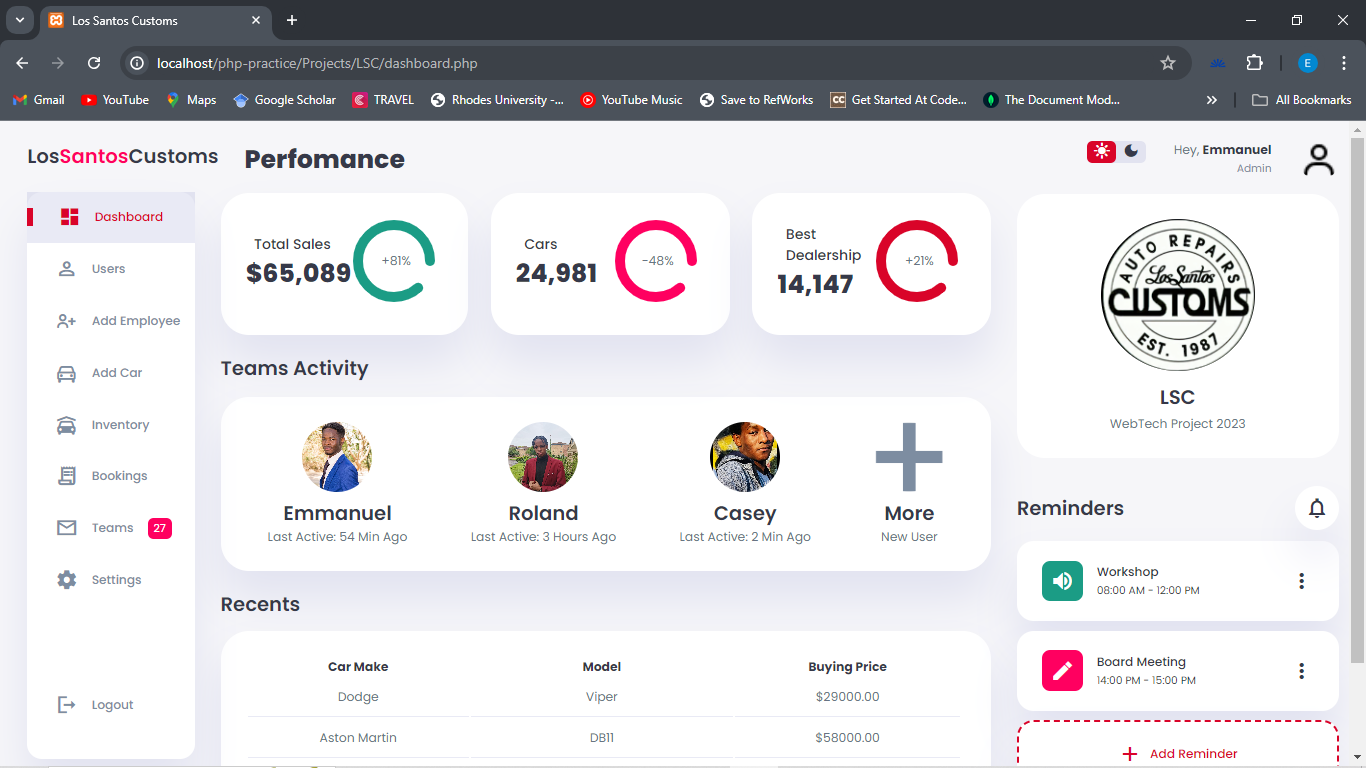 Los Santos Customs
localhost/php-practice/Projects/LSC/dashboard.php
E
Gmail
YouTube
Maps
Google Scholar
TRAVEL
Rhodes University -...
YouTube Music
Save to RefWorks
CC
Get Started At Code...
The Document Mod...
All Bookmarks
LosSantosCustoms
Dashboard
Users
Add Employee
Add Car
Inventory
Bookings
Teams 27
Settings
Logout
Perfomance
Total Sales
$65,089
+81%
Cars
24,981
-48%
Best
Dealership
14,147
+21%
Teams Activity
Emmanuel
Last Active: 54 Min Ago
Roland
Last Active: 3 Hours Ago
Casey
Last Active: 2 Min Ago
More
New User
Recents
Car Make Model Buying Price
Dodge Viper $29000.00
Aston Martin DB11 $58000.00
Hey, Emmanuel
Admin
AUTO REPAIRS
Los Santos
CUSTOMS
EST. 1987
LSC
WebTech Project 2023
Reminders
Workshop
08:00 AM - 12:00 PM
Board Meeting
14:00 PM - 15:00 PM
Add Reminder